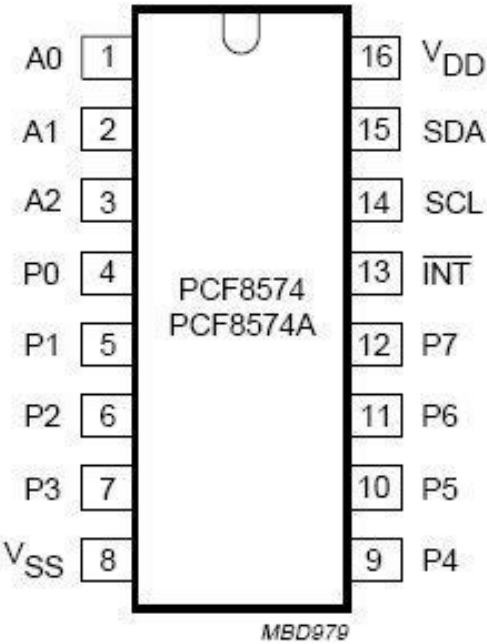 A0 1 16 VDD
A1 2 15 SDA
A2 3 14 SCL
P0 4 13 INT
PCF8574
PCF8574A
P1 5 12 P7
P2 6 11 P6
P3 7 10 P5
VSS 8 9 P4
MBD979